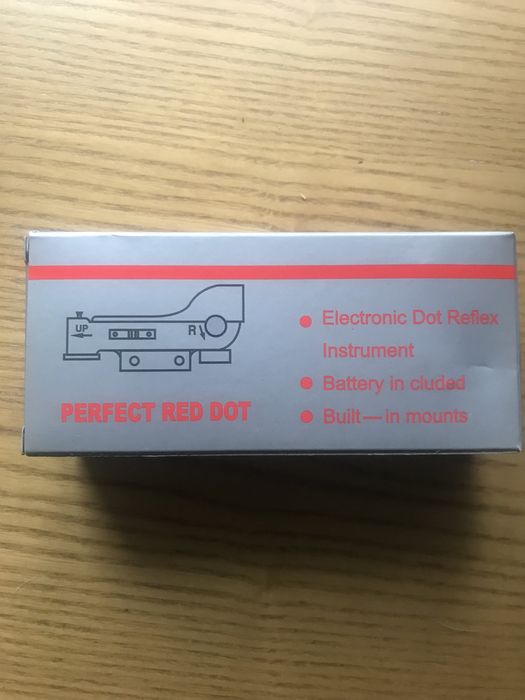 UP
R
PERFECT RED DOT
Electronic Dot Reflex
Instrument
Battery in cluded
Built—in mounts